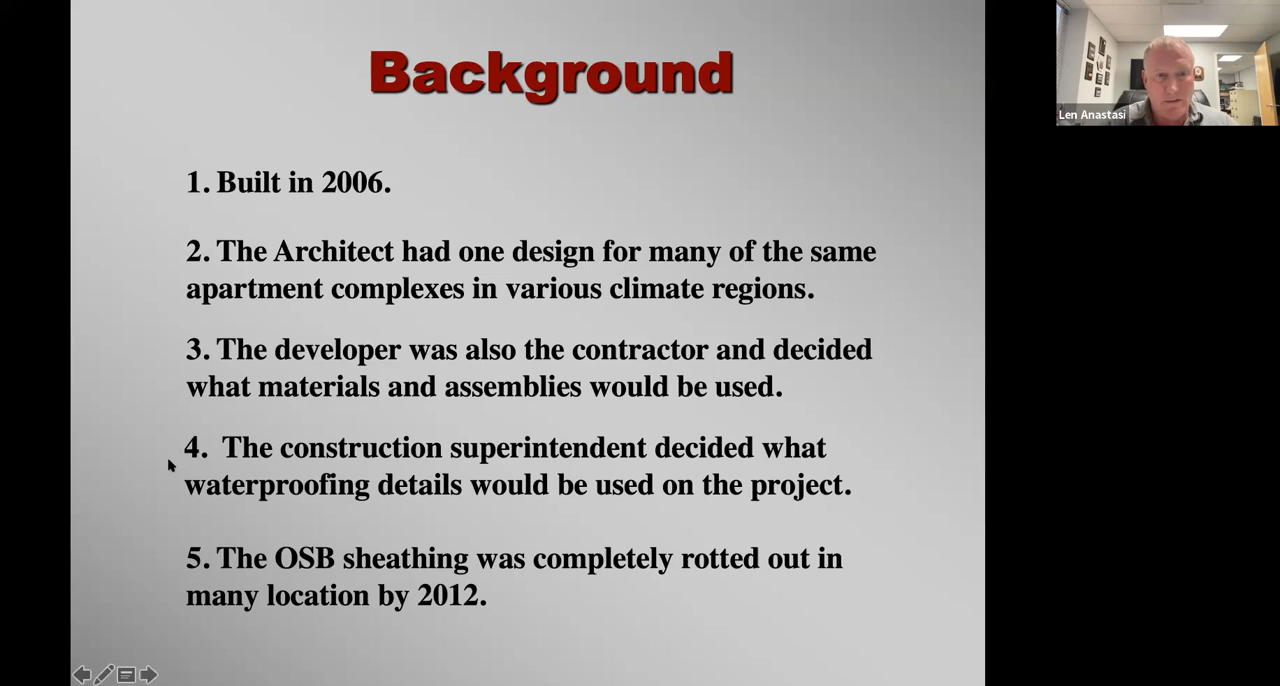 Background
Len Anastasi
1. Built in 2006.
2. The Architect had one design for many of the same
apartment complexes in various climate regions.
3. The developer was also the contractor and decided
what materials and assemblies would be used.
4. The construction superintendent decided what
waterproofing details would be used on the project.
5. The OSB sheathing was completely rotted out in
many location by 2012.